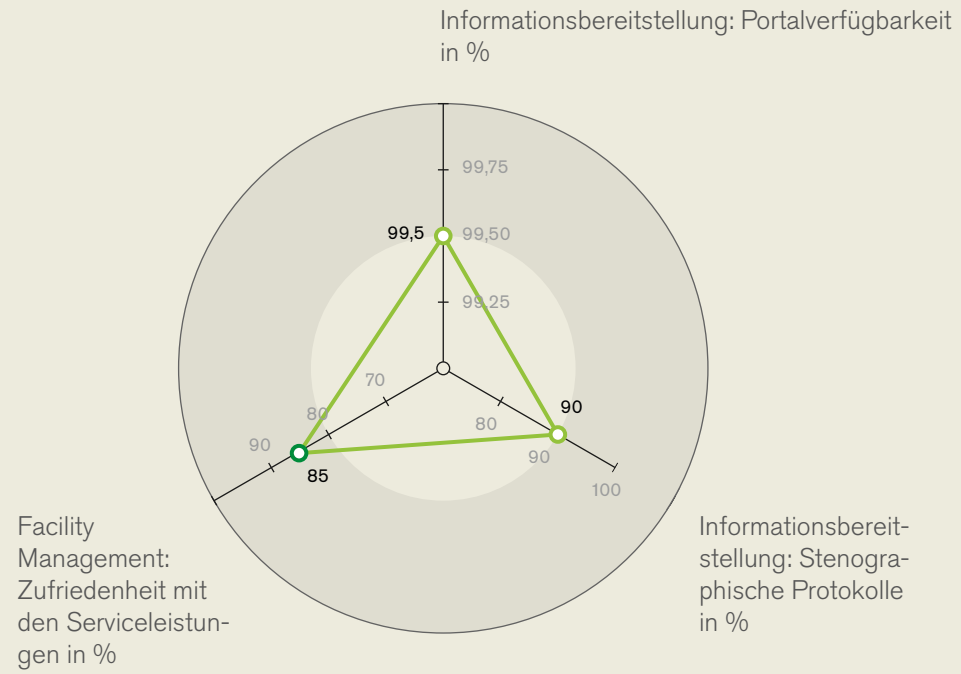 Informationsbereitstellung: Portalverfügbarkeit
in %
99,75
99,5
99,50
99,25
70
80
90
85
80
90
90
100
Facility
Management:
Zufriedenheit mit
den Serviceleistun-
gen in %
Informationsbereit-
stellung: Stenogra-
phische Protokolle
in %